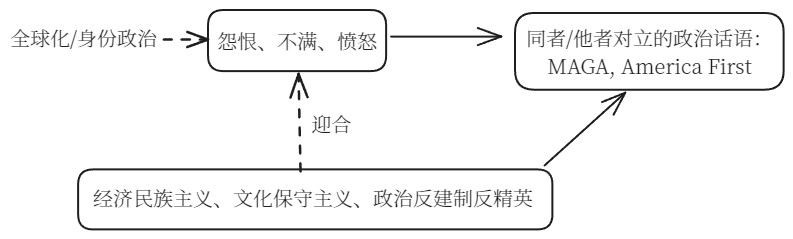 全球化/身份政治
怨恨、不满、愤怒
同者/他者对立的政治话语：
MAGA, America First
迎合
经济民族主义、文化保守主义、政治反建制反精英